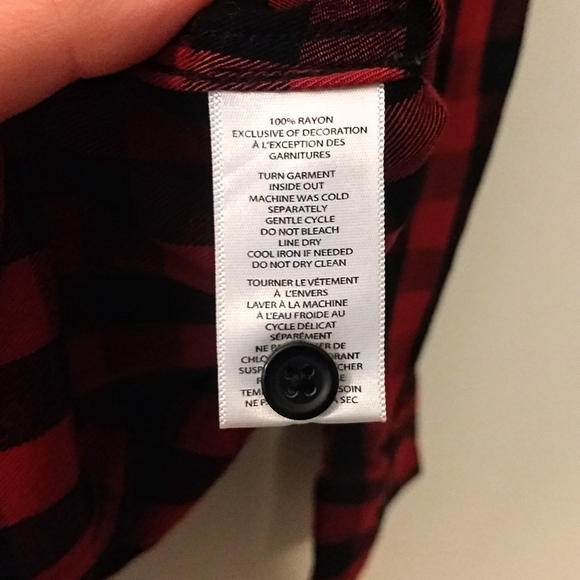 100% RAYON
EXCLUSIVE OF DECORATION
À L'EXCEPTION DES
GARNITURES
TURN GARMENT
INSIDE OUT
MACHINE WAS COLD
SEPARATELY
GENTLE CYCLE
DO NOT BLEACH
LINE DRY
COOL IRON IF NEEDED
DO NOT DRY CLEAN
TOURNER LE VÊTEMENT
À L'ENVERS
LAVER À LA MACHINE
À L'EAU FROIDE AU
CYCLE DÉLICAT
SÉPARÉMENT
DE
SEC